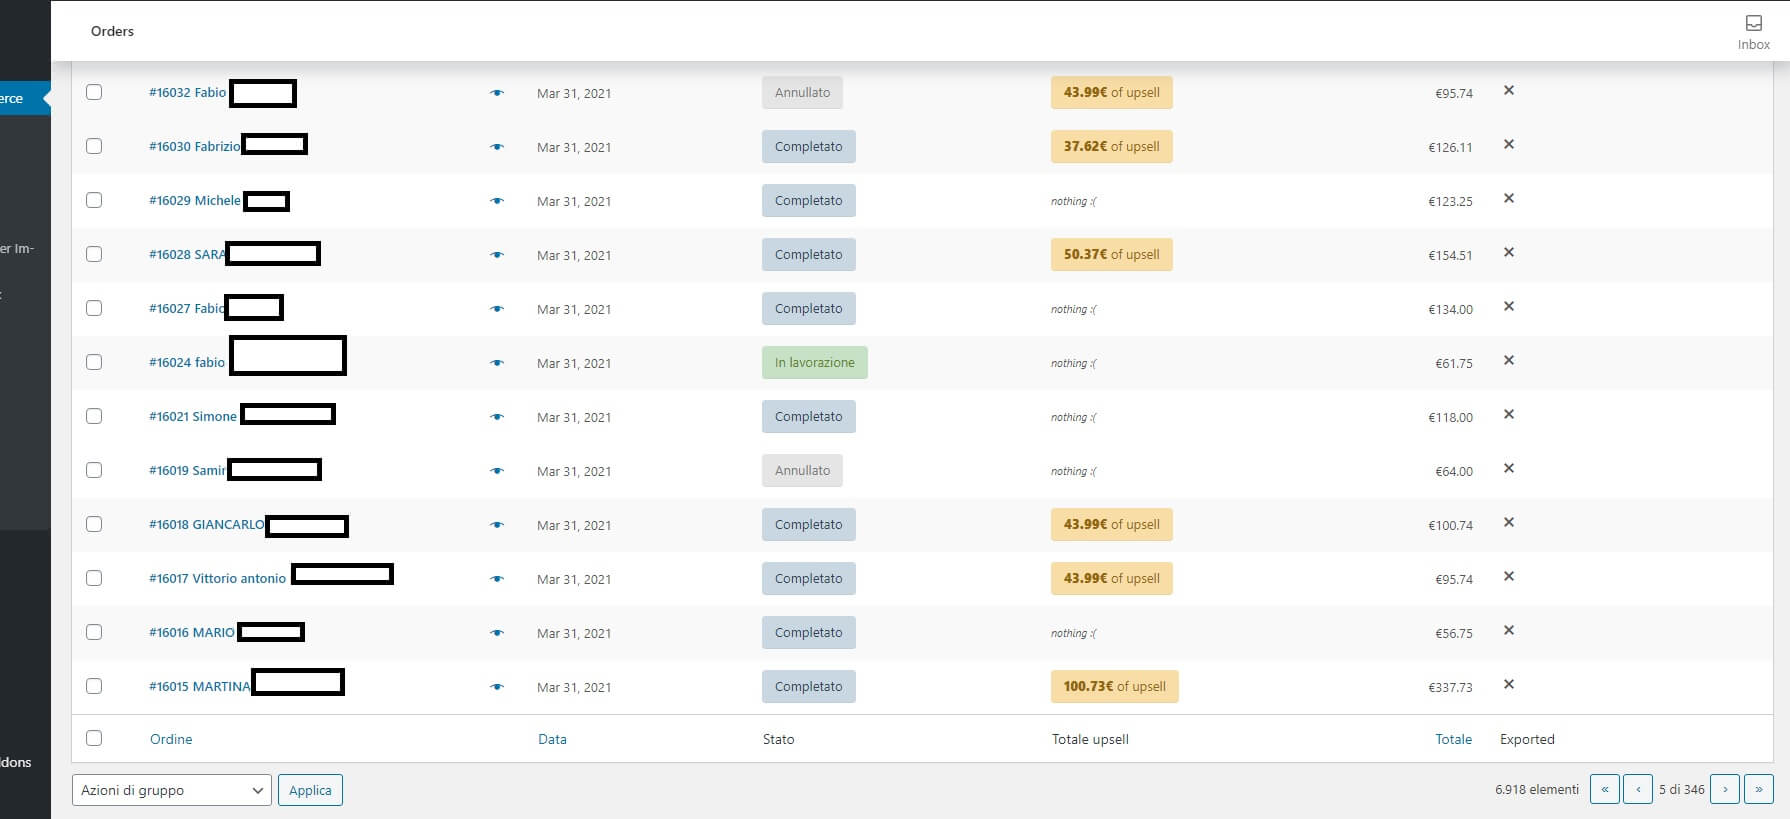 Orders
Inbox
erce
er Im-
:
ldons
#16032 Fabio Mar 31, 2021 Annullato 43.99€ of upsell €95.74 ×
#16030 Fabrizio Mar 31, 2021 Completato 37.62€ of upsell €126.11 ×
#16029 Michele Mar 31, 2021 Completato nothing :( €123.25 ×
#16028 SARA Mar 31, 2021 Completato 50.37€ of upsell €154.51 ×
#16027 Fabio Mar 31, 2021 Completato nothing :( €134.00 ×
#16024 fabio Mar 31, 2021 In lavorazione nothing :( €61.75 ×
#16021 Simone Mar 31, 2021 Completato nothing :( €118.00 ×
#16019 Samir Mar 31, 2021 Annullato nothing :( €64.00 ×
#16018 GIANCARLO Mar 31, 2021 Completato 43.99€ of upsell €100.74 ×
#16017 Vittorio antonio Mar 31, 2021 Completato 43.99€ of upsell €95.74 ×
#16016 MARIO Mar 31, 2021 Completato nothing :( €56.75 ×
#16015 MARTINA Mar 31, 2021 Completato 100.73€ of upsell €337.73 ×
Ordine Data Stato Totale upsell Totale Exported
Azioni di gruppo Applica 6.918 elementi « ‹ 5 di 346 › »